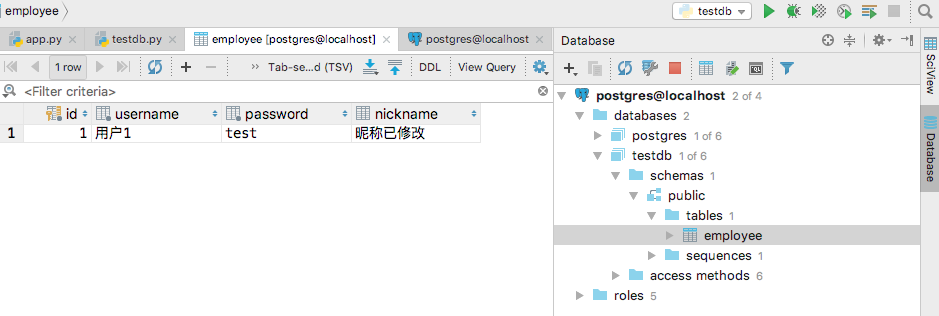 employee
testdb
app.py
testdb.py
employee [postgres@localhost]
postgres@localhost
1 row
Tab-se...d (TSV)
DDL
View Query
<Filter criteria>
id
username
password
nickname
1
1
用户1
test
昵称已修改
Database
postgres@localhost 2 of 4
databases 2
postgres 1 of 6
testdb 1 of 6
schemas 1
public
tables 1
employee
sequences 1
access methods 6
roles 5
SciView
Database